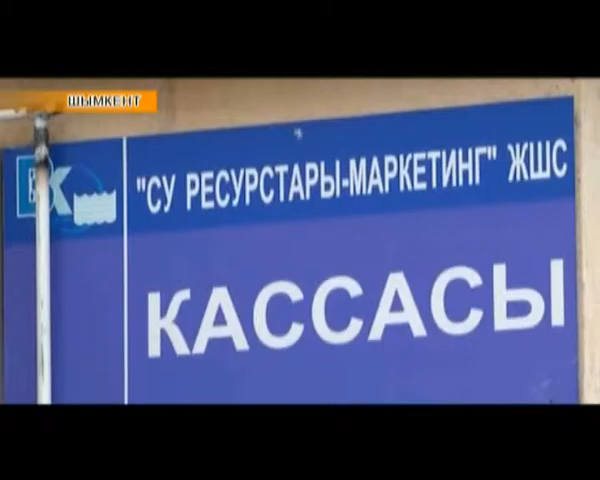 ШЫМКЕНТ
"СУ РЕСУРСТАРЫ-МАРКЕТИНГ" ЖШС
КАССАСЫ